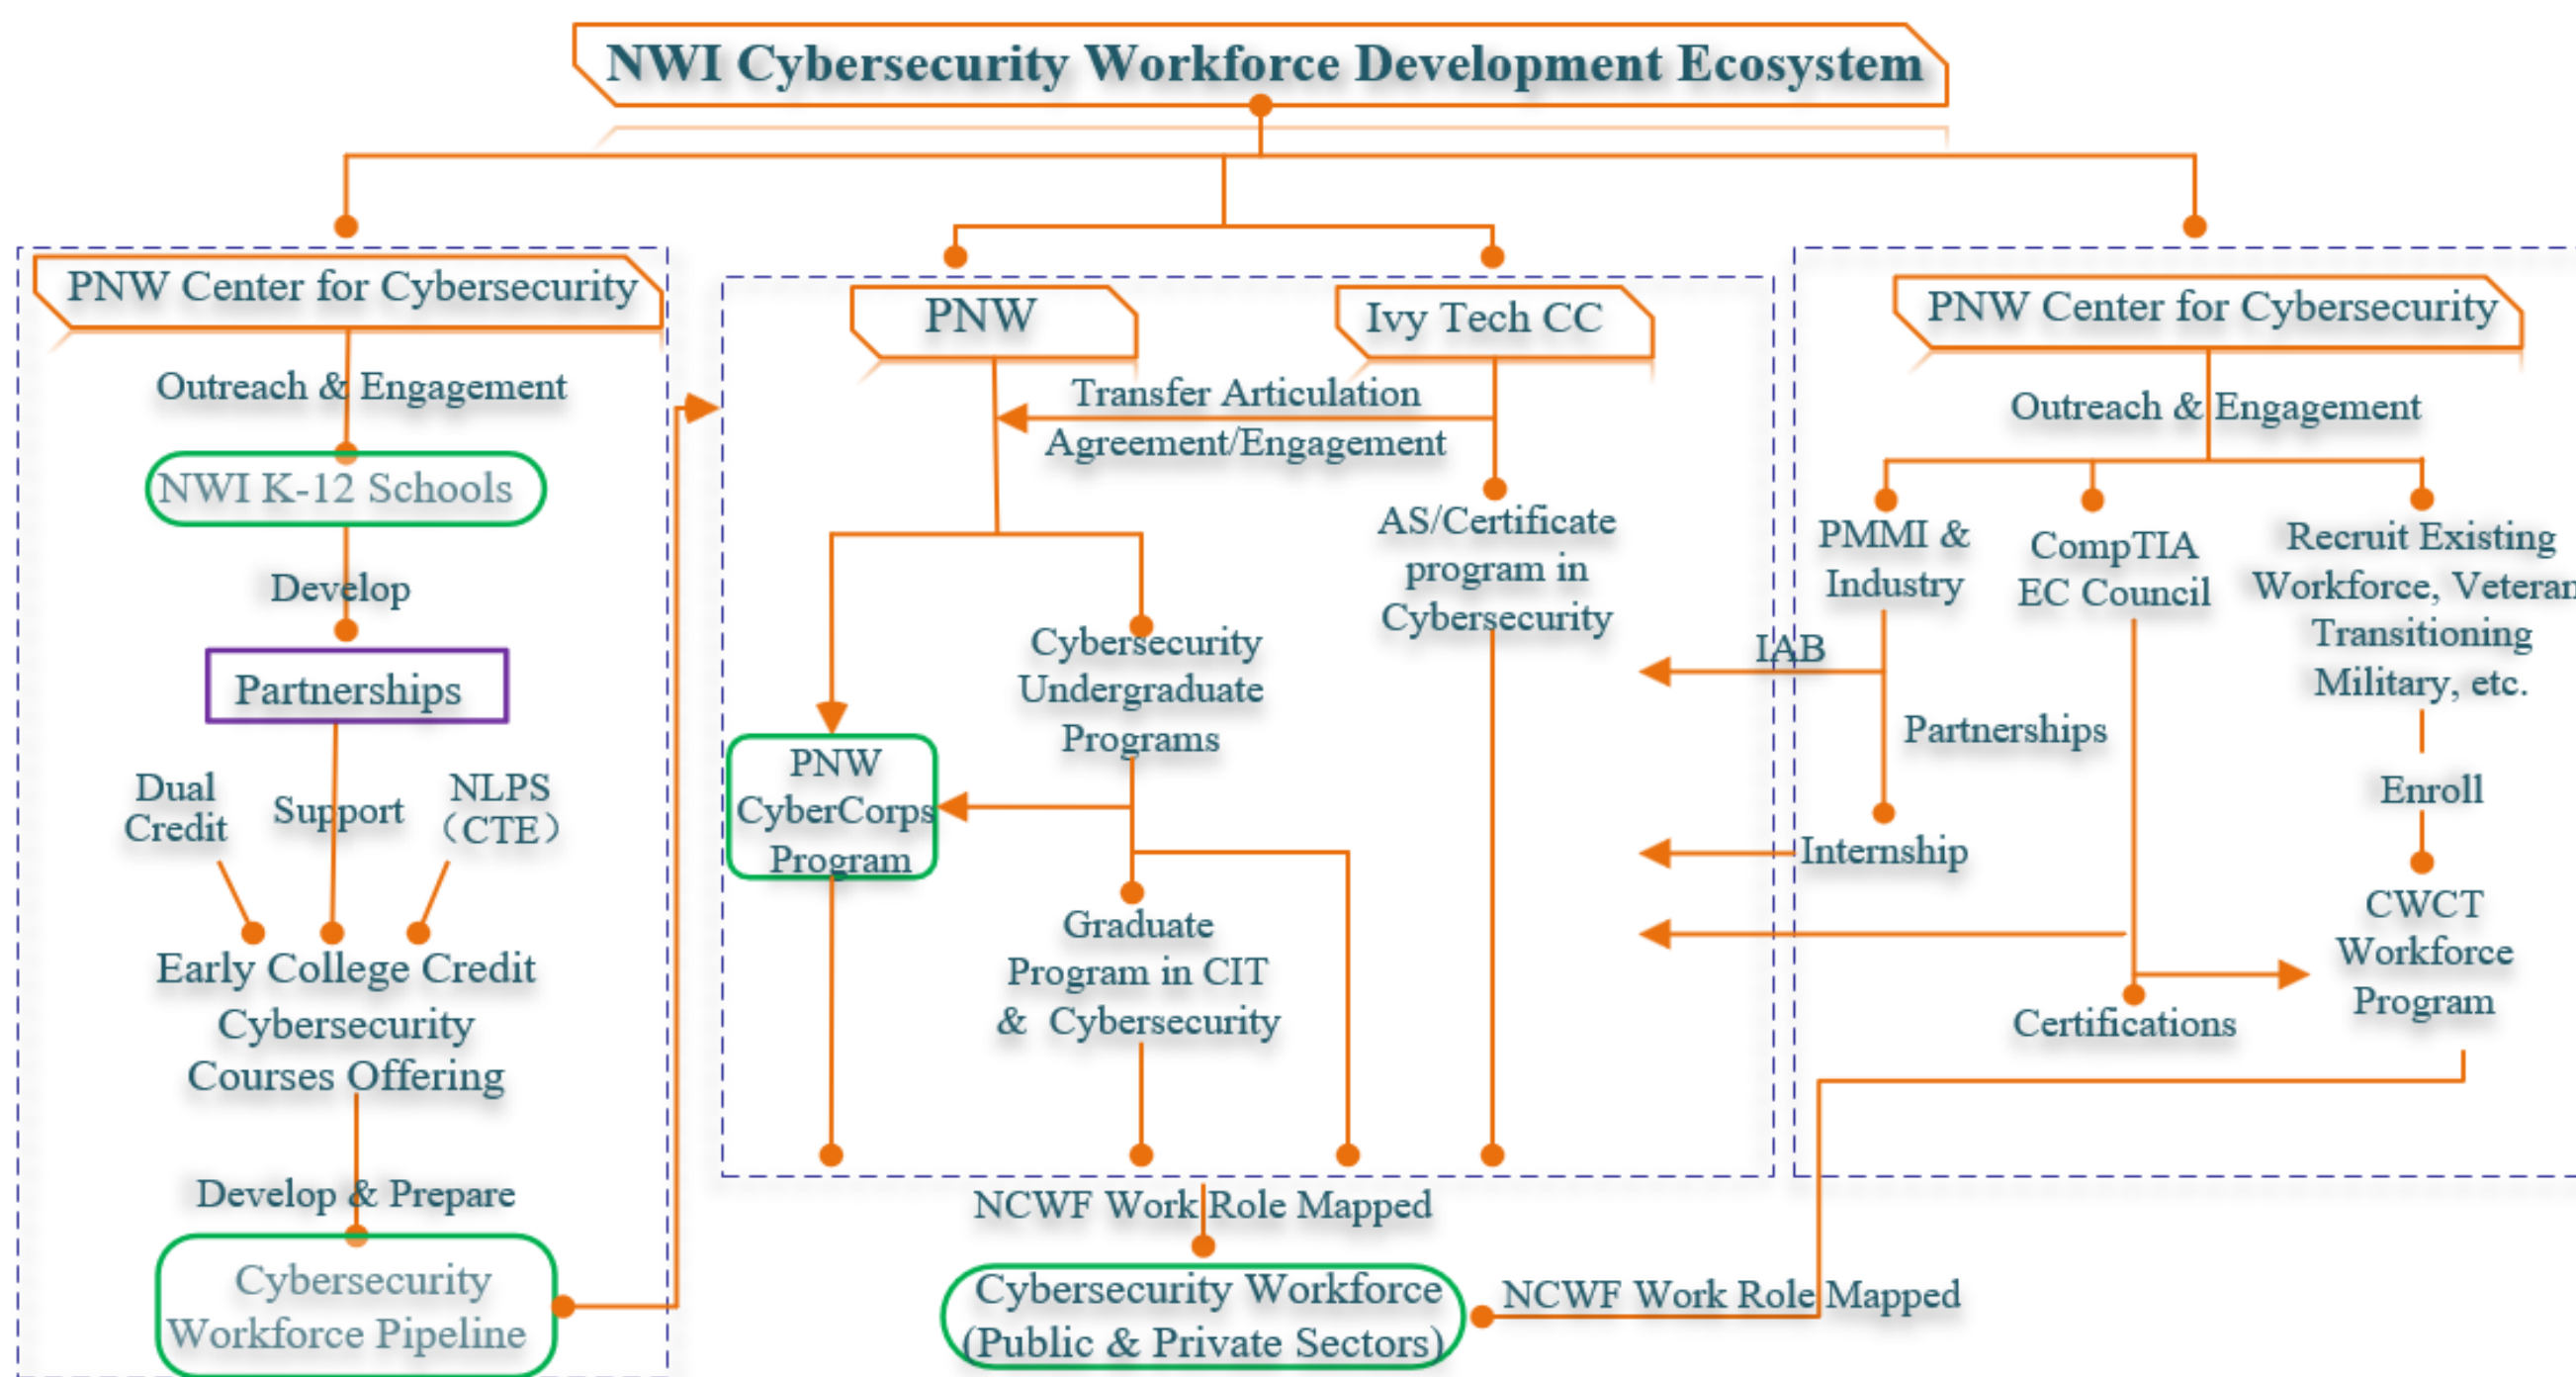 NWI Cybersecurity Workforce Development Ecosystem
PNW Center for Cybersecurity
Outreach & Engagement
NWI K-12 Schools
Develop
Partnerships
Dual
Credit
Support
NLPS
(CTE)
Early College Credit
Cybersecurity
Courses Offering
Develop & Prepare
Cybersecurity
Workforce Pipeline
PNW
Ivy Tech CC
Transfer Articulation
Agreement/Engagement
AS/Certificate
program in
Cybersecurity
Cybersecurity
Undergraduate
Programs
PNW
CyberCorps
Program
Graduate
Program in CIT
& Cybersecurity
NCWF Work Role Mapped
Cybersecurity Workforce
(Public & Private Sectors)
PNW Center for Cybersecurity
Outreach & Engagement
PMMI &
Industry
CompTIA
EC Council
Recruit Existing
Workforce, Veteran
Transitioning
Military, etc.
IAB
Partnerships
Internship
Enroll
CWCT
Workforce
Program
Certifications
NCWF Work Role Mapped